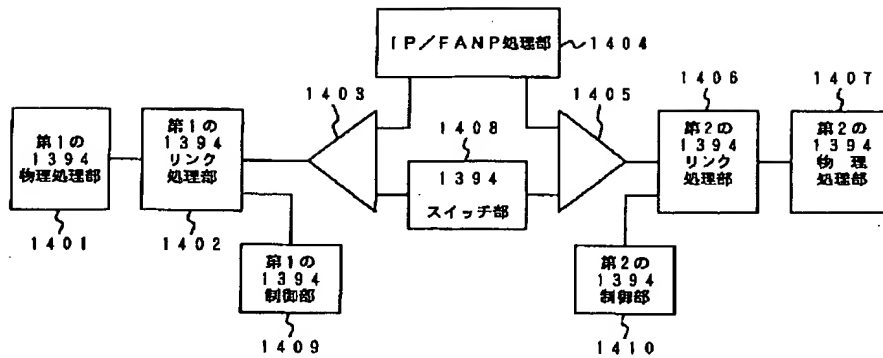 IP/FANP処理部
1404
1403
1405
1406
1407
第1の
1394
物理処理部
1401
第1の
1394
リンク
処理部
1402
1408
1394
スイッチ部
第2の
1394
リンク
処理部
第2の
1394
物理
処理部
第1の
1394
制御部
1409
第2の
1394
制御部
1410